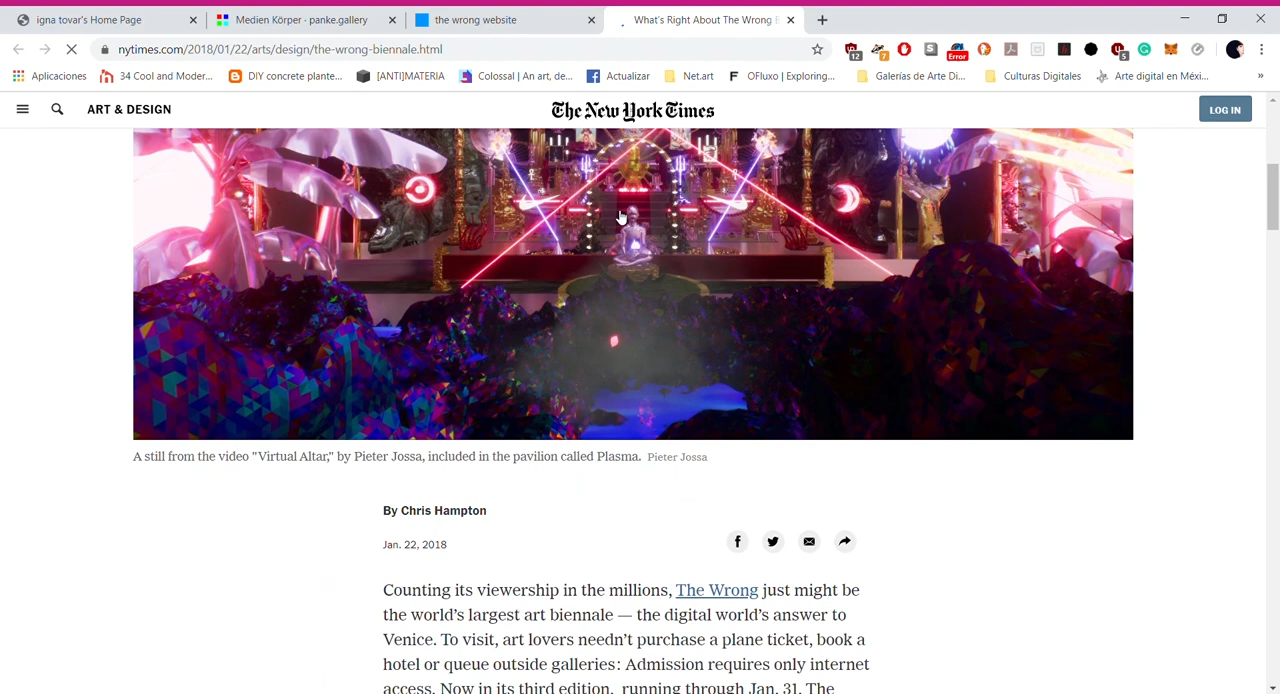 igna tovar's Home Page
Medien Körper · panke.gallery
the wrong website
What's Right About The Wrong B
nytimes.com/2018/01/22/arts/design/the-wrong-biennale.html
12
7
Error
5
Aplicaciones
34 Cool and Moder...
DIY concrete plante...
[ANTI]MATERIA
Colossal | An art, de...
Actualizar
Net.art
OFluxo | Exploring...
Galerías de Arte Di...
Culturas Digitales
Arte digital en Méxi...
»
ART & DESIGN
The New York Times
LOG IN
A still from the video "Virtual Altar," by Pieter Jossa, included in the pavilion called Plasma. Pieter Jossa
By Chris Hampton
Jan. 22, 2018
Counting its viewership in the millions, The Wrong just might be
the world's largest art biennale — the digital world's answer to
Venice. To visit, art lovers needn't purchase a plane ticket, book a
hotel or queue outside galleries: Admission requires only internet
access. Now in its third edition, running through Jan. 31, The